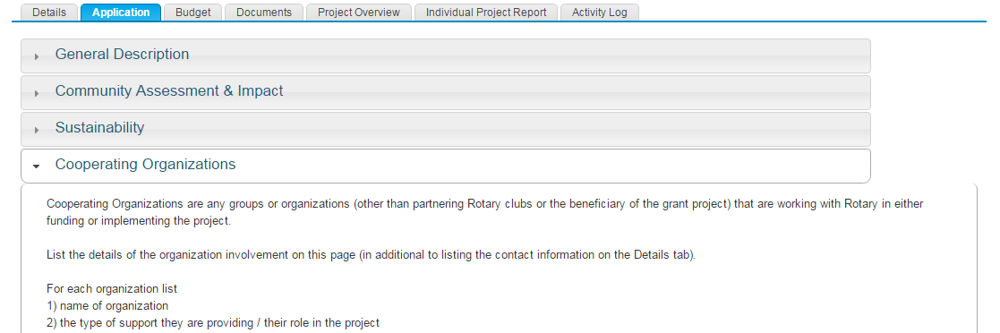 Details Application Budget Documents Project Overview Individual Project Report Activity Log
General Description
Community Assessment & Impact
Sustainability
Cooperating Organizations
Cooperating Organizations are any groups or organizations (other than partnering Rotary clubs or the beneficiary of the grant project) that are working with Rotary in either
funding or implementing the project.
List the details of the organization involvement on this page (in additional to listing the contact information on the Details tab).
For each organization list
1) name of organization
2) the type of support they are providing / their role in the project